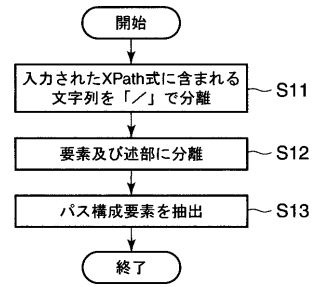 開始
入力されたXPath式に含まれる
文字列を「／」で分離
S11
要素及び述部に分離
S12
パス構成要素を抽出
S13
終了